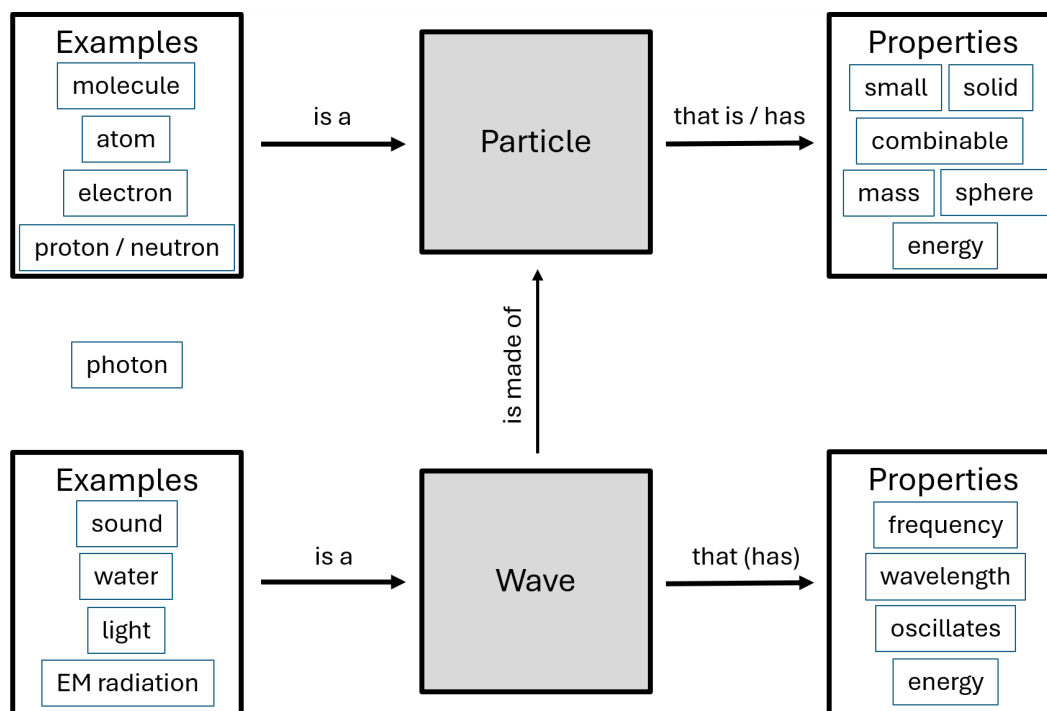 Examples
molecule
atom
electron
proton / neutron
is a
Particle
that is / has
Properties
small solid
combinable
mass sphere
energy
photon
is made of
Examples
sound
water
light
EM radiation
is a
Wave
that (has)
Properties
frequency
wavelength
oscillates
energy